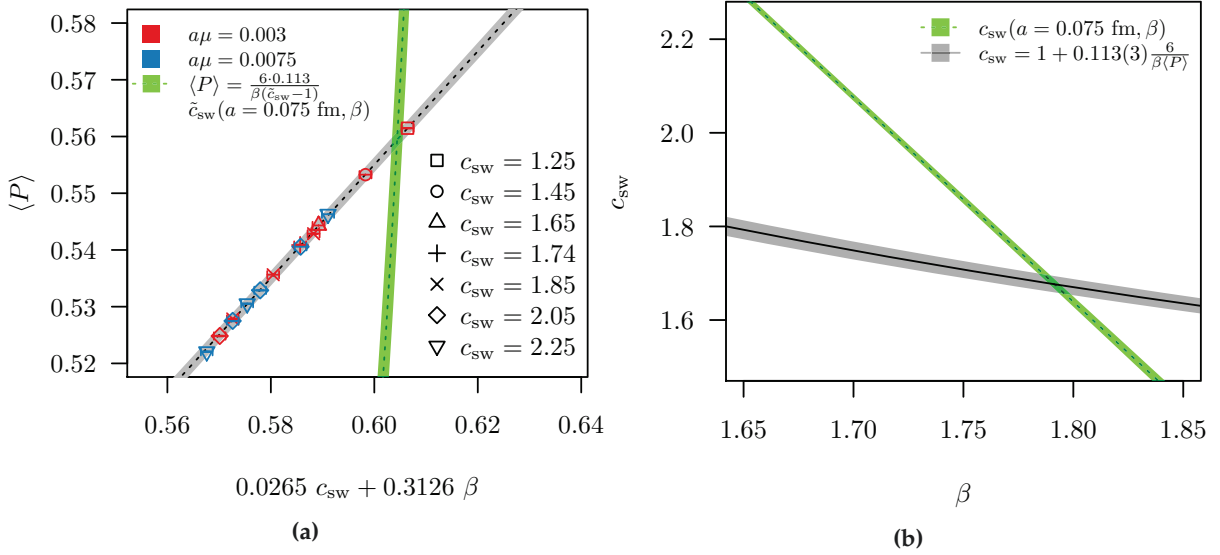 0.58
0.57
0.56
0.55
0.54
0.53
0.52
⟨P⟩
aμ = 0.003
aμ = 0.0075
⟨P⟩ = 6·0.113 / β(c̃sw−1)
c̃sw(a = 0.075 fm, β)
csw = 1.25
csw = 1.45
csw = 1.65
csw = 1.74
csw = 1.85
csw = 2.05
csw = 2.25
0.56 0.58 0.60 0.62 0.64
0.0265 csw + 0.3126 β
(a)
2.2
2.0
1.8
1.6
csw
csw(a = 0.075 fm, β)
csw = 1 + 0.113(3) 6 / β⟨P⟩
1.65 1.70 1.75 1.80 1.85
β
(b)